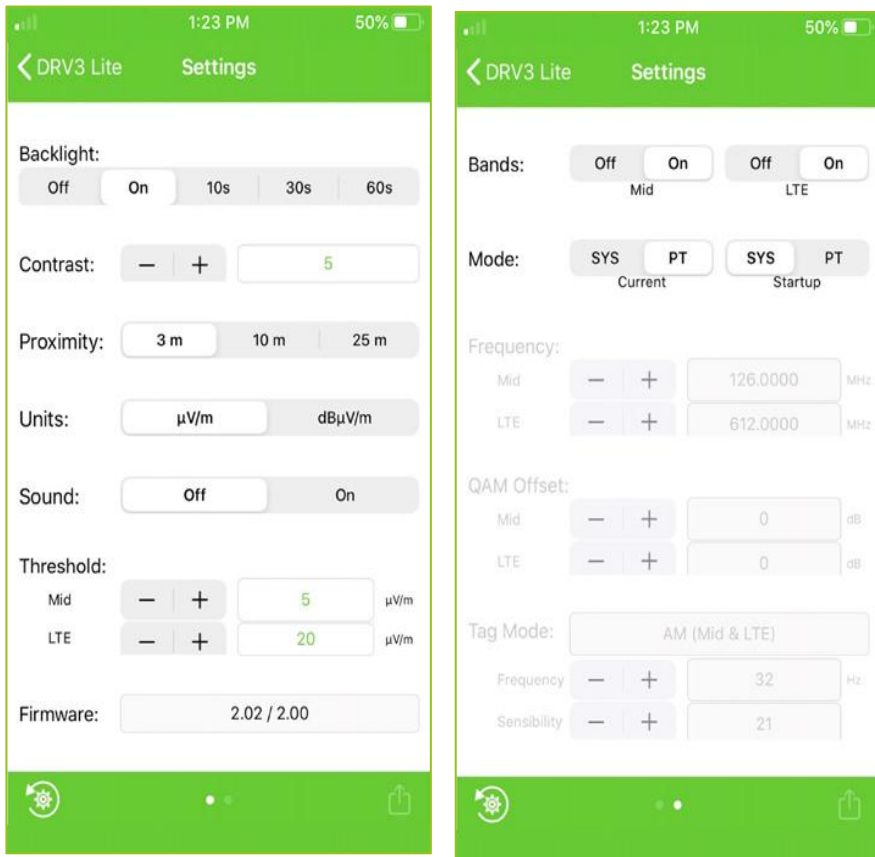 1:23 PM 50%
DRV3 Lite Settings
Backlight:
Off On 10s 30s 60s
Contrast: − + 5
Proximity: 3 m 10 m 25 m
Units: µV/m dBµV/m
Sound: Off On
Threshold:
Mid − + 5 µV/m
LTE − + 20 µV/m
Firmware: 2.02 / 2.00
1:23 PM 50%
DRV3 Lite Settings
Bands: Off On Off On
Mid LTE
Mode: SYS PT SYS PT
Current Startup
Frequency:
Mid − + 126.0000 MHz
LTE − + 612.0000 MHz
QAM Offset:
Mid − + 0 dB
LTE − + 0 dB
Tag Mode: AM (Mid & LTE)
Frequency − + 32 Hz
Sensibility − + 21